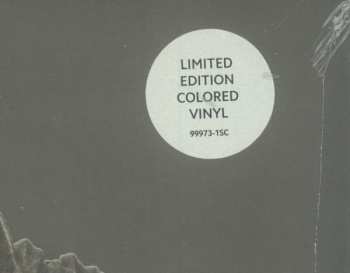 LIMITED
EDITION
COLORED
VINYL
99973-1SC